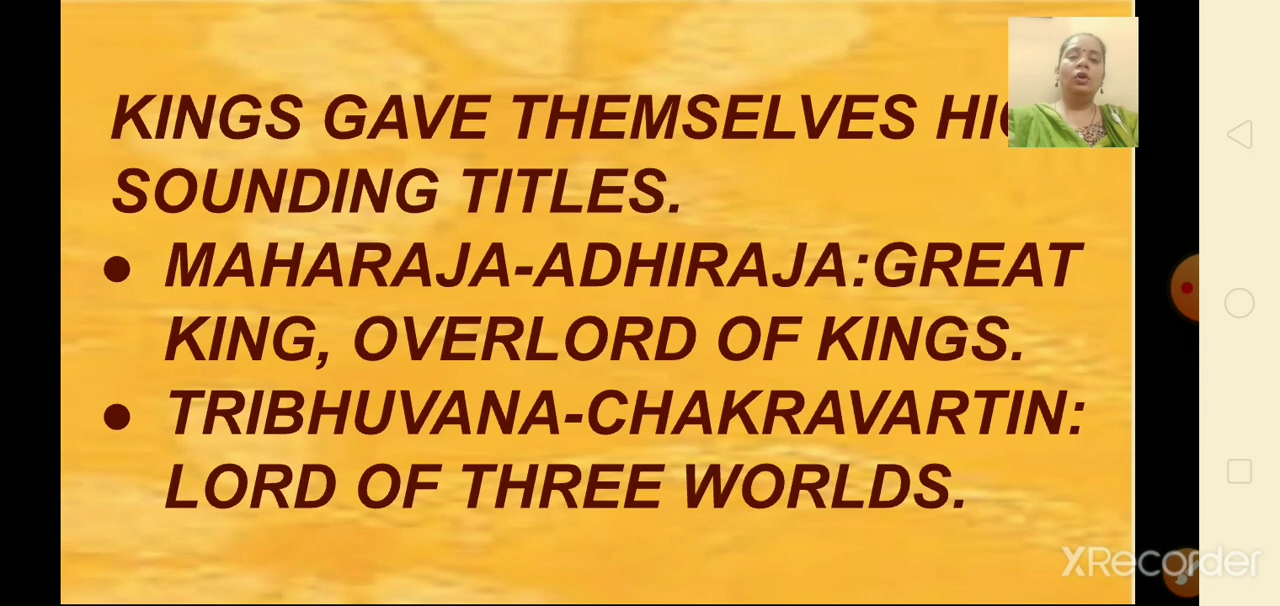 KINGS GAVE THEMSELVES
SOUNDING TITLES.
● MAHARAJA-ADHIRAJA:GREAT
KING, OVERLORD OF KINGS.
● TRIBHUVANA-CHAKRAVARTIN:
LORD OF THREE WORLDS.
XRecorder